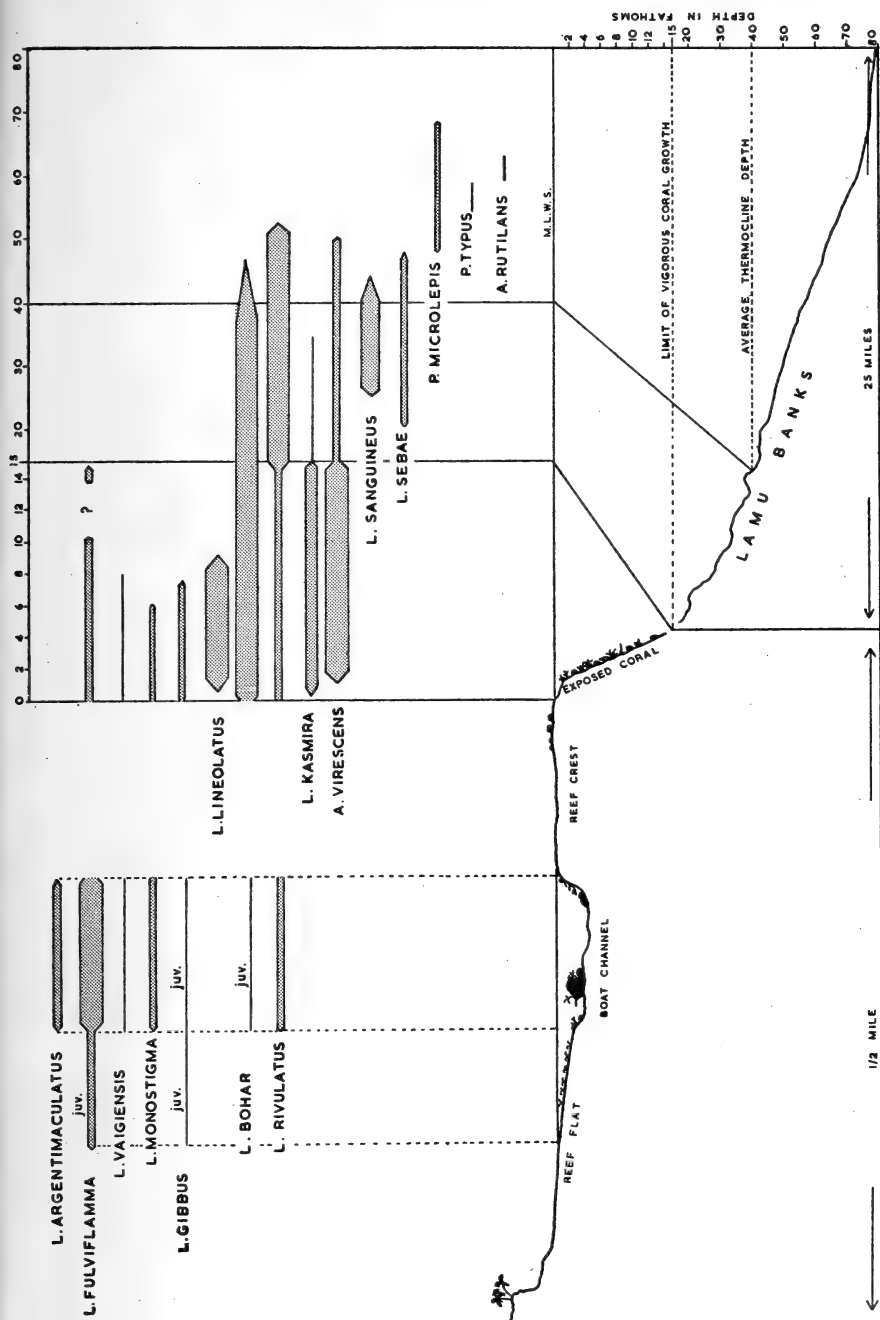 L. ARGENTIMACULATUS
juv.
L. FULVIFLAMMA
L. VAIGIENSIS
L. MONOSTIGMA
juv. juv.
L. GIBBUS
juv.
L. BOHAR
L. RIVULATUS
L. LINEOLATUS
L. KASMIRA
A. VIRESCENS
?
L. SANGUINEUS
L. SEBAE
P. MICROLEPIS
P. TYPUS
A. RUTILANS
0 2 4 6 8 10 12 14 15 20 30 40 50 60 70 80
M.L.W.S.
REEF FLAT
BOAT CHANNEL
REEF CREST
EXPOSED CORAL
LIMIT OF VIGOROUS CORAL GROWTH
AVERAGE THERMOCLINE DEPTH
LAMU BANKS
1/2 MILE
25 MILES
2
4
6
8
10
12
15
20
30
40
50
60
70
80
DEPTH IN FATHOMS